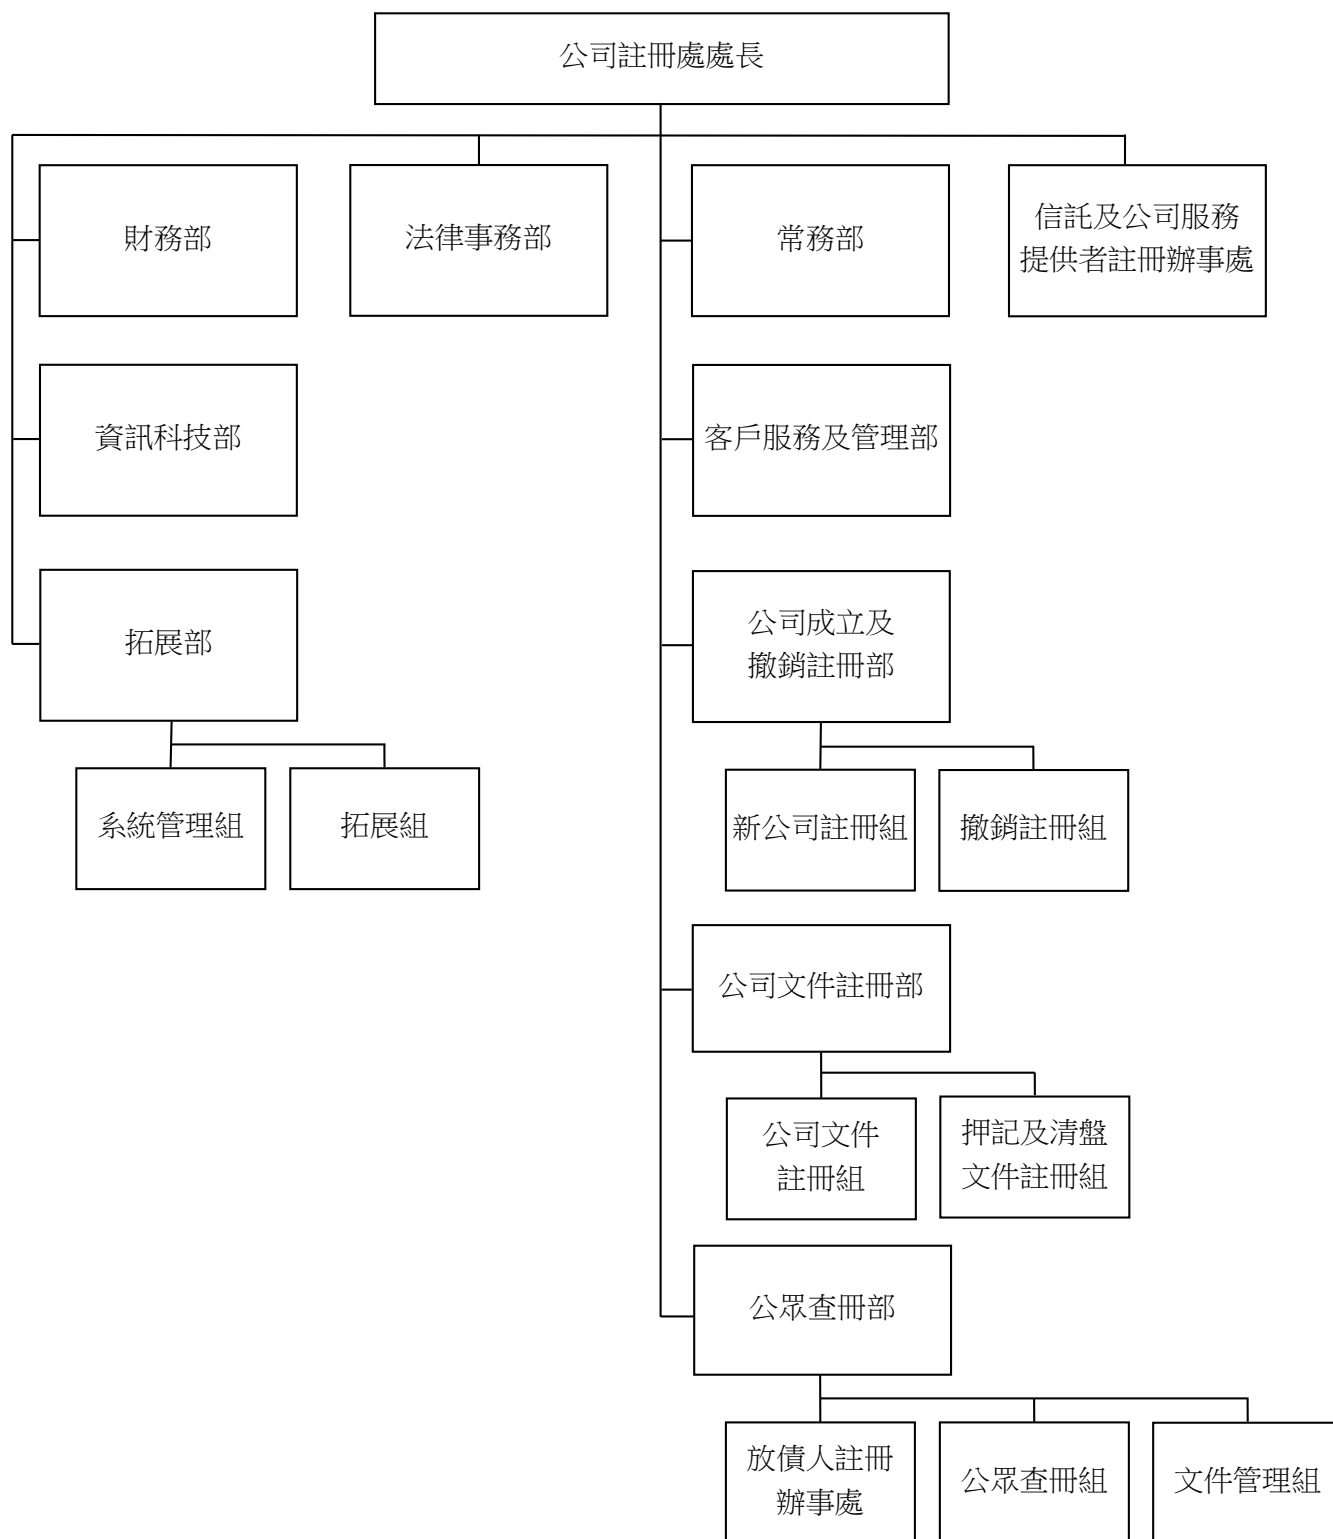 公司註冊處處長
財務部
法律事務部
常務部
信託及公司服務
提供者註冊辦事處
資訊科技部
客戶服務及管理部
拓展部
公司成立及
撤銷註冊部
系統管理組
拓展組
新公司註冊組
撤銷註冊組
公司文件註冊部
公司文件
註冊組
押記及清盤
文件註冊組
公眾查冊部
放債人註冊
辦事處
公眾查冊組
文件管理組